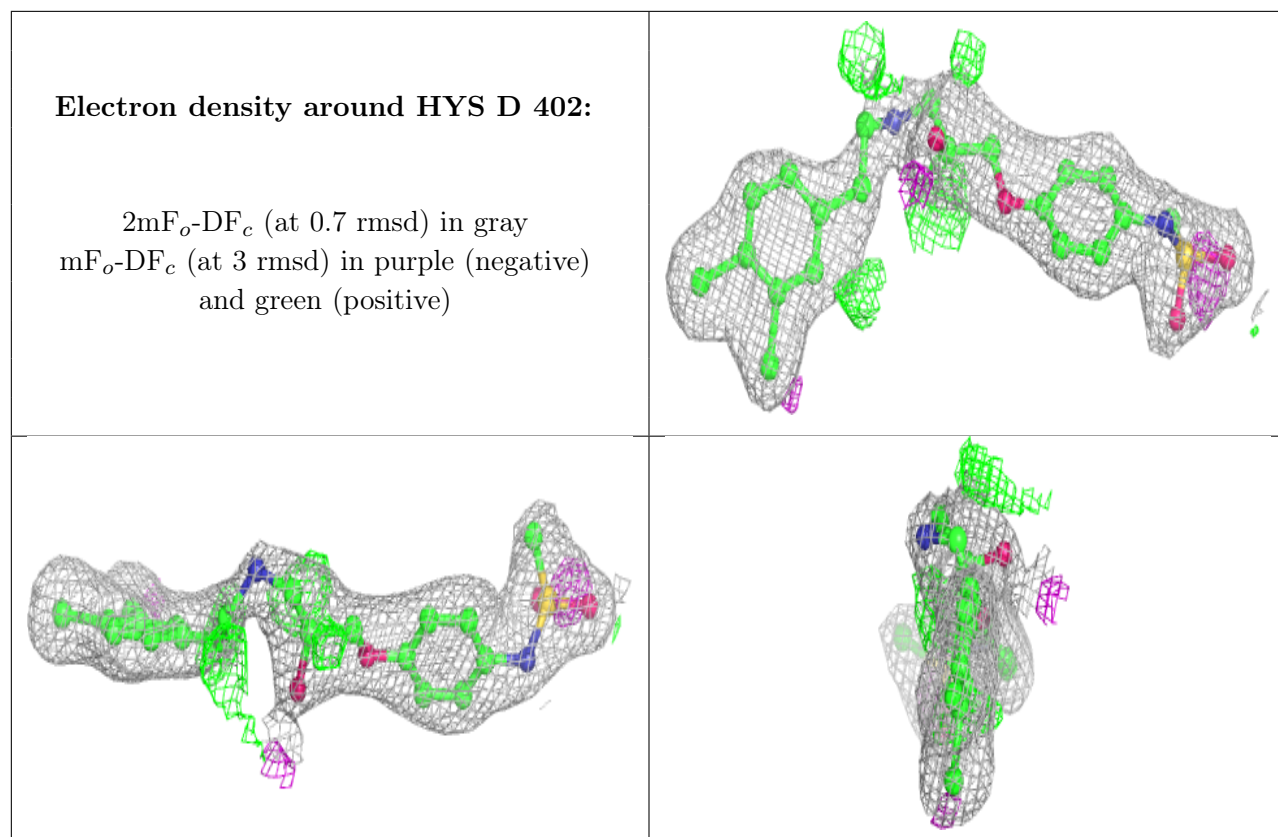 Electron density around HYS D 402:
2mFo-DFc (at 0.7 rmsd) in gray
mFo-DFc (at 3 rmsd) in purple (negative)
and green (positive)